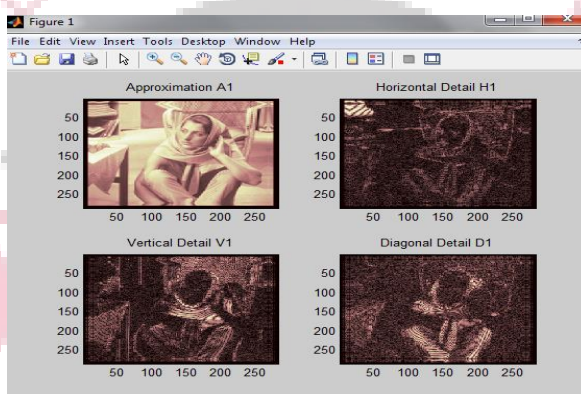 Figure 1
File Edit View Insert Tools Desktop Window Help
Approximation A1
50
100
150
200
250
50 100 150 200 250
Horizontal Detail H1
50
100
150
200
250
50 100 150 200 250
Vertical Detail V1
50
100
150
200
250
50 100 150 200 250
Diagonal Detail D1
50
100
150
200
250
50 100 150 200 250